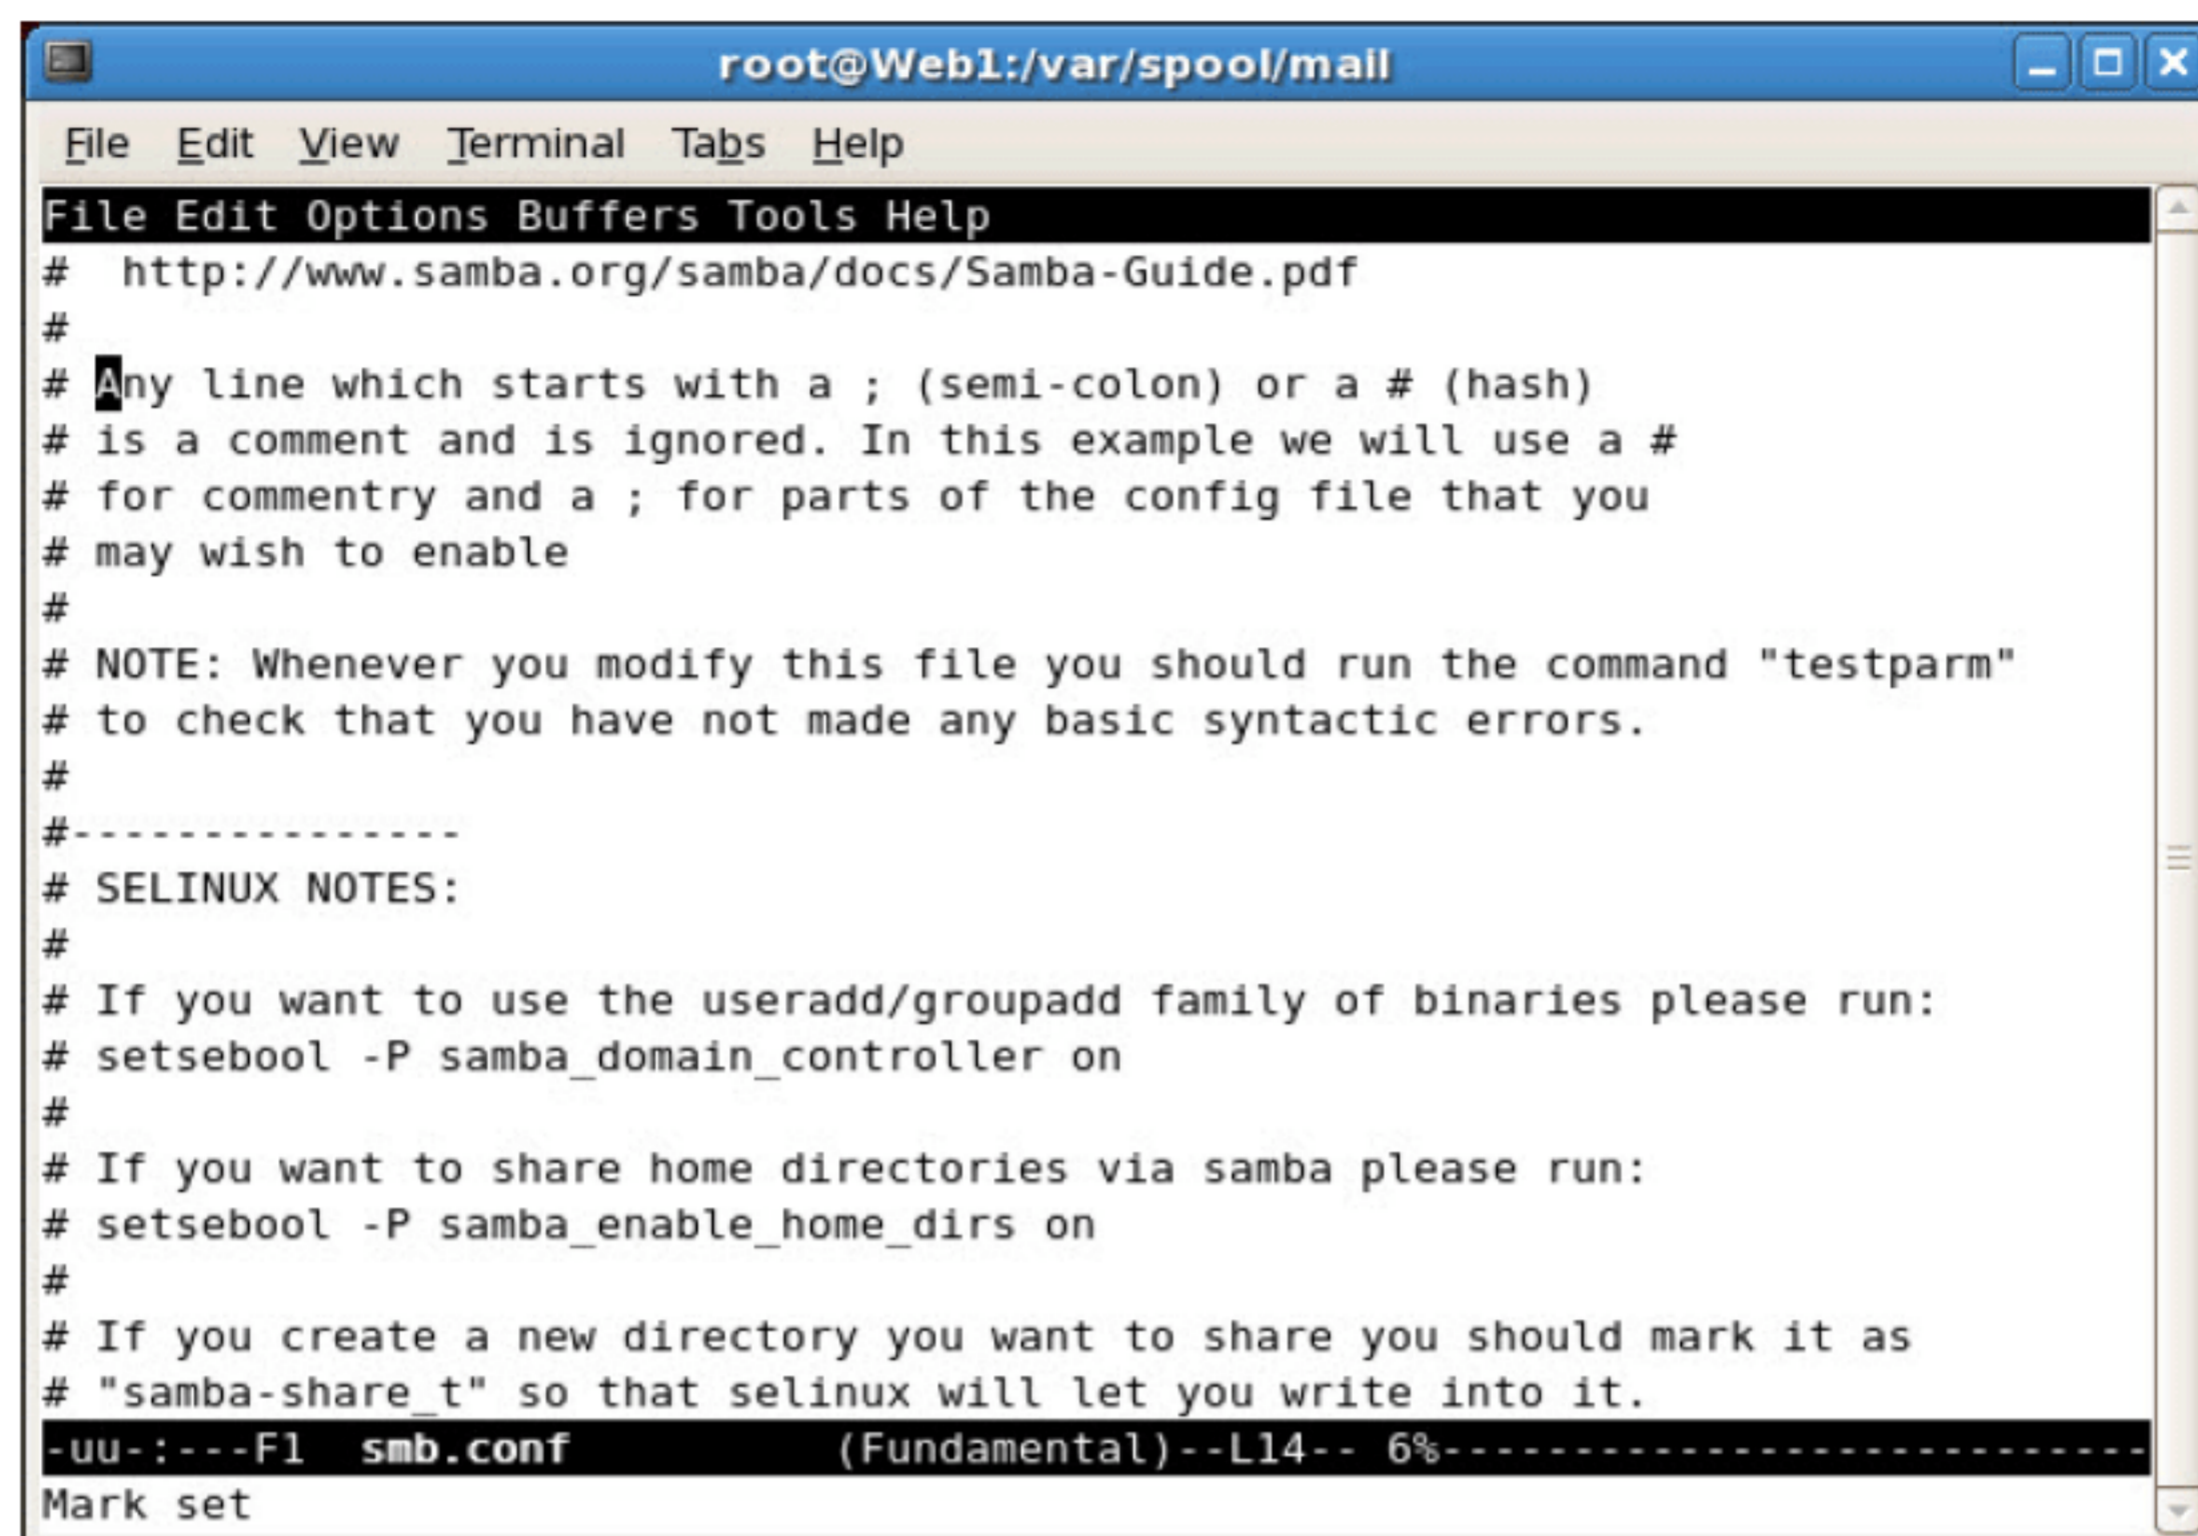 root@Web1:/var/spool/mail
File Edit View Terminal Tabs Help
File Edit Options Buffers Tools Help
#  http://www.samba.org/samba/docs/Samba-Guide.pdf
#
# Any line which starts with a ; (semi-colon) or a # (hash)
# is a comment and is ignored. In this example we will use a #
# for commentry and a ; for parts of the config file that you
# may wish to enable
#
# NOTE: Whenever you modify this file you should run the command "testparm"
# to check that you have not made any basic syntactic errors.
#
#---------------
# SELINUX NOTES:
#
# If you want to use the useradd/groupadd family of binaries please run:
# setsebool -P samba_domain_controller on
#
# If you want to share home directories via samba please run:
# setsebool -P samba_enable_home_dirs on
#
# If you create a new directory you want to share you should mark it as
# "samba-share_t" so that selinux will let you write into it.
-uu-:---F1  smb.conf          (Fundamental)--L14-- 6%---------------------------
Mark set